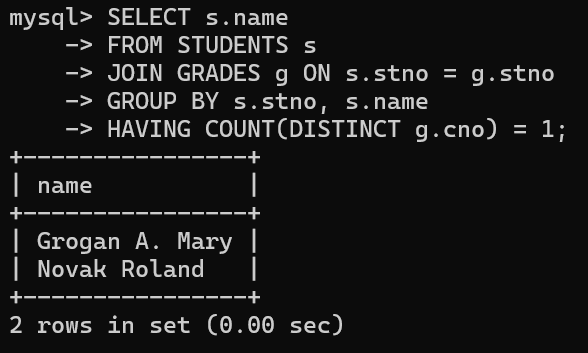 mysql> SELECT s.name
    -> FROM STUDENTS s
    -> JOIN GRADES g ON s.stno = g.stno
    -> GROUP BY s.stno, s.name
    -> HAVING COUNT(DISTINCT g.cno) = 1;
+----------------+
| name           |
+----------------+
| Grogan A. Mary |
| Novak Roland   |
+----------------+
2 rows in set (0.00 sec)